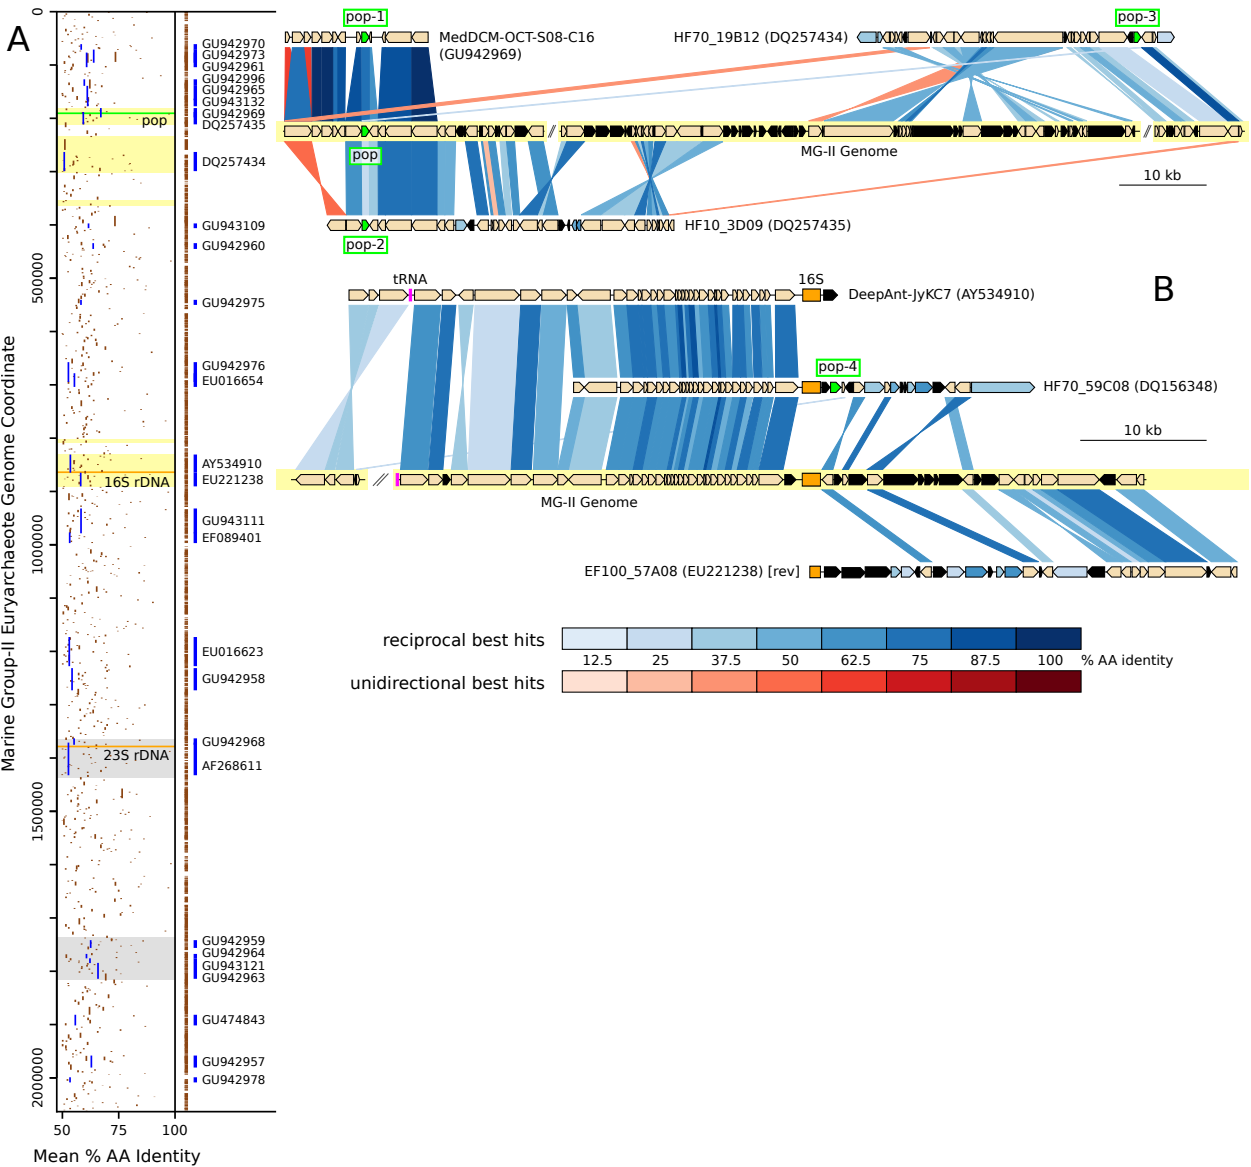 A
Marine Group-II Euryarchaeote Genome Coordinate
0
500000
1000000
1500000
2000000
50
75
100
Mean % AA Identity
pop
16S rDNA
23S rDNA
GU942970
GU942973
GU942961
GU942996
GU942965
GU943132
GU942969
DQ257435
DQ257434
GU943109
GU942960
GU942975
GU942976
EU016654
AY534910
EU221238
GU943111
EF089401
EU016623
GU942958
GU942968
AF268611
GU942959
GU942964
GU943121
GU942963
GU474843
GU942957
GU942978
pop-1
pop-3
MedDCM-OCT-S08-C16
(GU942969)
HF70_19B12 (DQ257434)
//
//
pop
MG-II Genome
10 kb
HF10_3D09 (DQ257435)
pop-2
B
tRNA
16S
DeepAnt-JyKC7 (AY534910)
pop-4
HF70_59C08 (DQ156348)
10 kb
//
MG-II Genome
EF100_57A08 (EU221238) [rev]
reciprocal best hits
12.5 25 37.5 50 62.5 75 87.5 100 % AA identity
unidirectional best hits